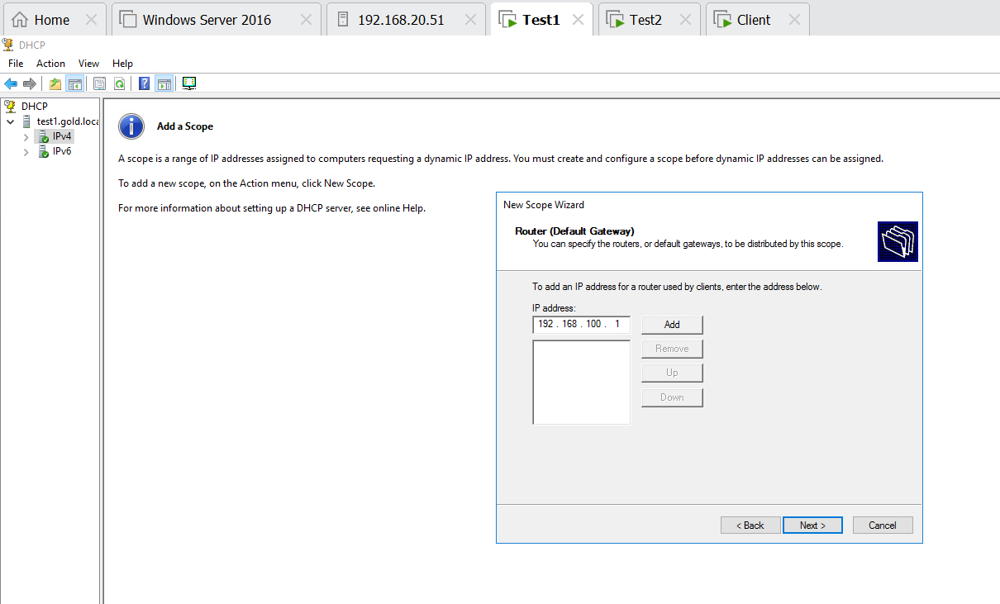 Home
Windows Server 2016
192.168.20.51
Test1
Test2
Client
DHCP
File Action View Help
DHCP
test1.gold.loca
IPv4
IPv6
Add a Scope
A scope is a range of IP addresses assigned to computers requesting a dynamic IP address. You must create and configure a scope before dynamic IP addresses can be assigned.
To add a new scope, on the Action menu, click New Scope.
For more information about setting up a DHCP server, see online Help.
New Scope Wizard
Router (Default Gateway)
You can specify the routers, or default gateways, to be distributed by this scope.
To add an IP address for a router used by clients, enter the address below.
IP address:
192 . 168 . 100 . 1
Add
Remove
Up
Down
< Back
Next >
Cancel